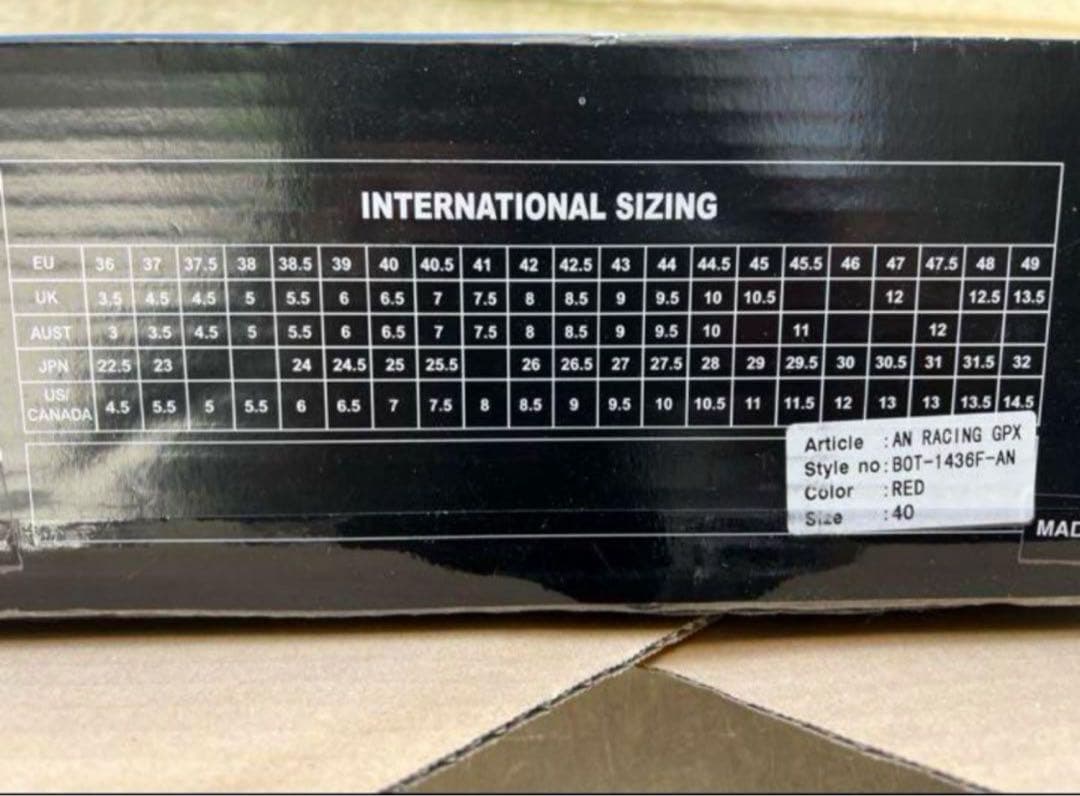 INTERNATIONAL SIZING
EU 36 37 37.5 38 38.5 39 40 40.5 41 42 42.5 43 44 44.5 45 45.5 46 47 47.5 48 49
UK 3.5 4.5 4.5 5 5.5 6 6.5 7 7.5 8 8.5 9 9.5 10 10.5 12 12.5 13.5
AUST 3 3.5 4.5 5 5.5 6 6.5 7 7.5 8 8.5 9 9.5 10 11 12
JPN 22.5 23 24 24.5 25 25.5 26 26.5 27 27.5 28 29 29.5 30 30.5 31 31.5 32
US/
CANADA 4.5 5.5 5 5.5 6 6.5 7 7.5 8 8.5 9 9.5 10 10.5 11 11.5 12 13 13 13.5 14.5
Article :AN RACING GPX
Style no:BOT-1436F-AN
Color :RED
Size :40
MAD